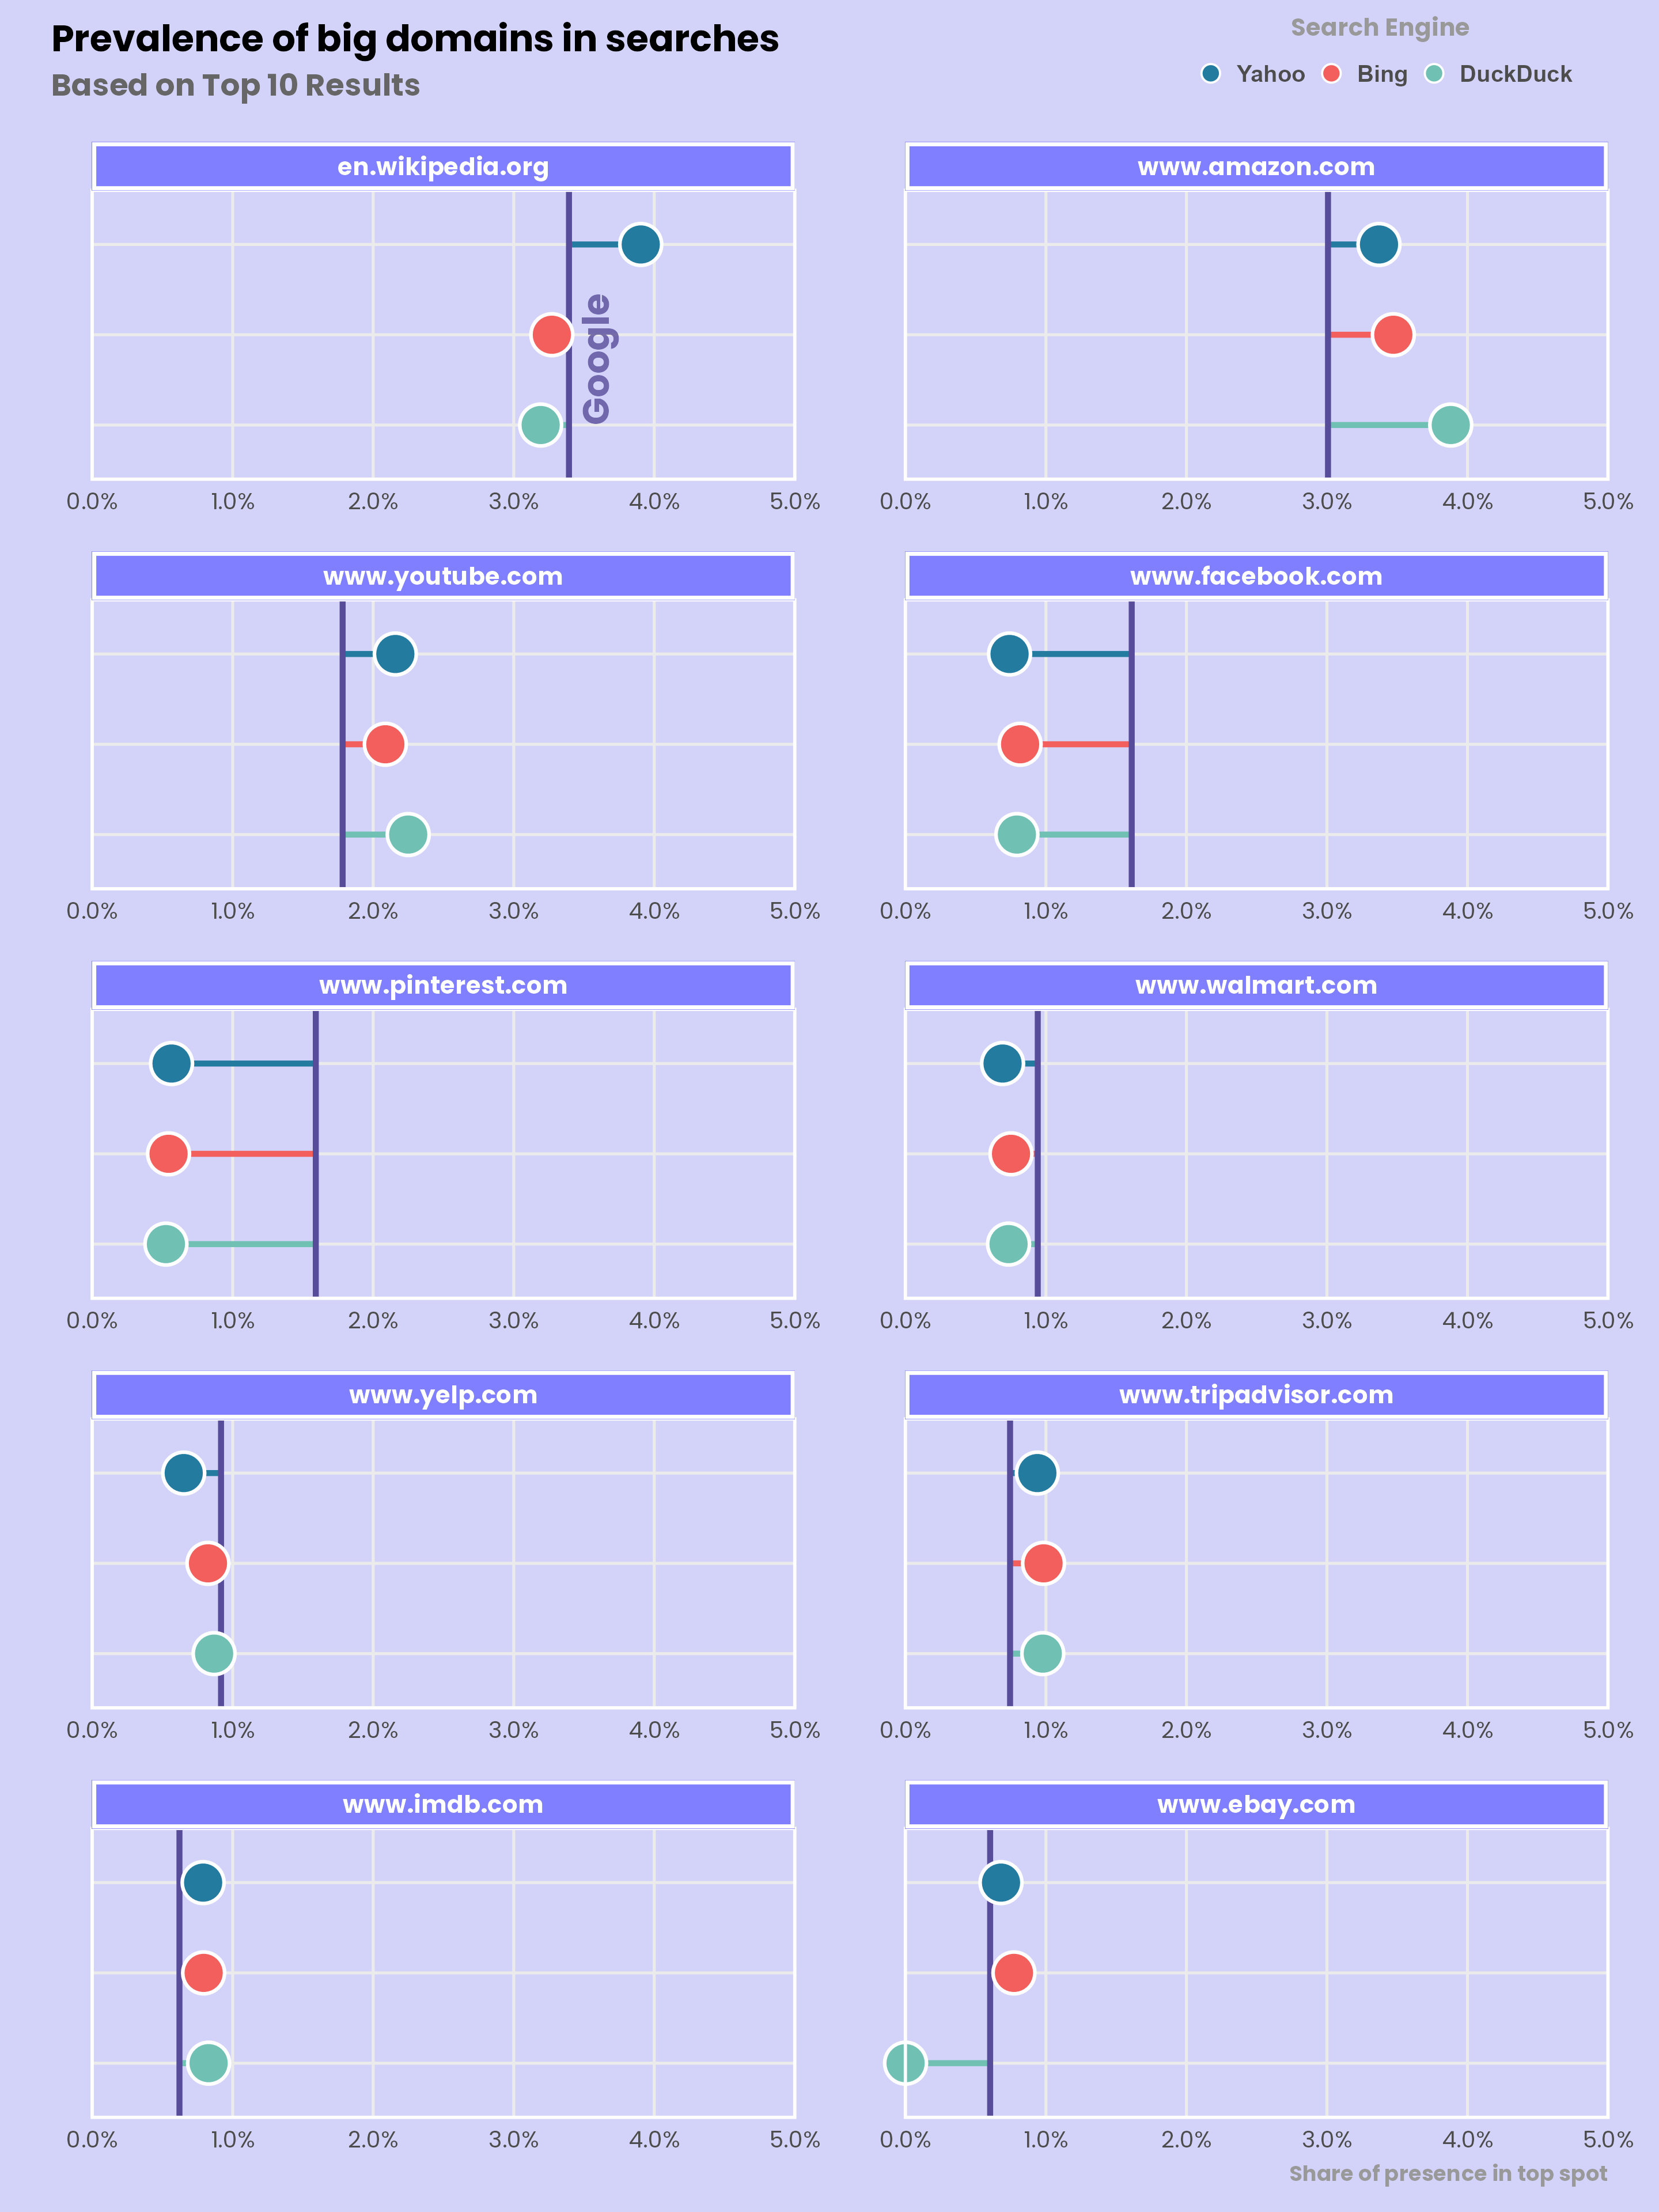 Prevalence of big domains in searches
Based on Top 10 Results
Search Engine
Yahoo Bing DuckDuck
en.wikipedia.org
Google
0.0% 1.0% 2.0% 3.0% 4.0% 5.0%
www.amazon.com
0.0% 1.0% 2.0% 3.0% 4.0% 5.0%
www.youtube.com
0.0% 1.0% 2.0% 3.0% 4.0% 5.0%
www.facebook.com
0.0% 1.0% 2.0% 3.0% 4.0% 5.0%
www.pinterest.com
0.0% 1.0% 2.0% 3.0% 4.0% 5.0%
www.walmart.com
0.0% 1.0% 2.0% 3.0% 4.0% 5.0%
www.yelp.com
0.0% 1.0% 2.0% 3.0% 4.0% 5.0%
www.tripadvisor.com
0.0% 1.0% 2.0% 3.0% 4.0% 5.0%
www.imdb.com
0.0% 1.0% 2.0% 3.0% 4.0% 5.0%
www.ebay.com
0.0% 1.0% 2.0% 3.0% 4.0% 5.0%
Share of presence in top spot